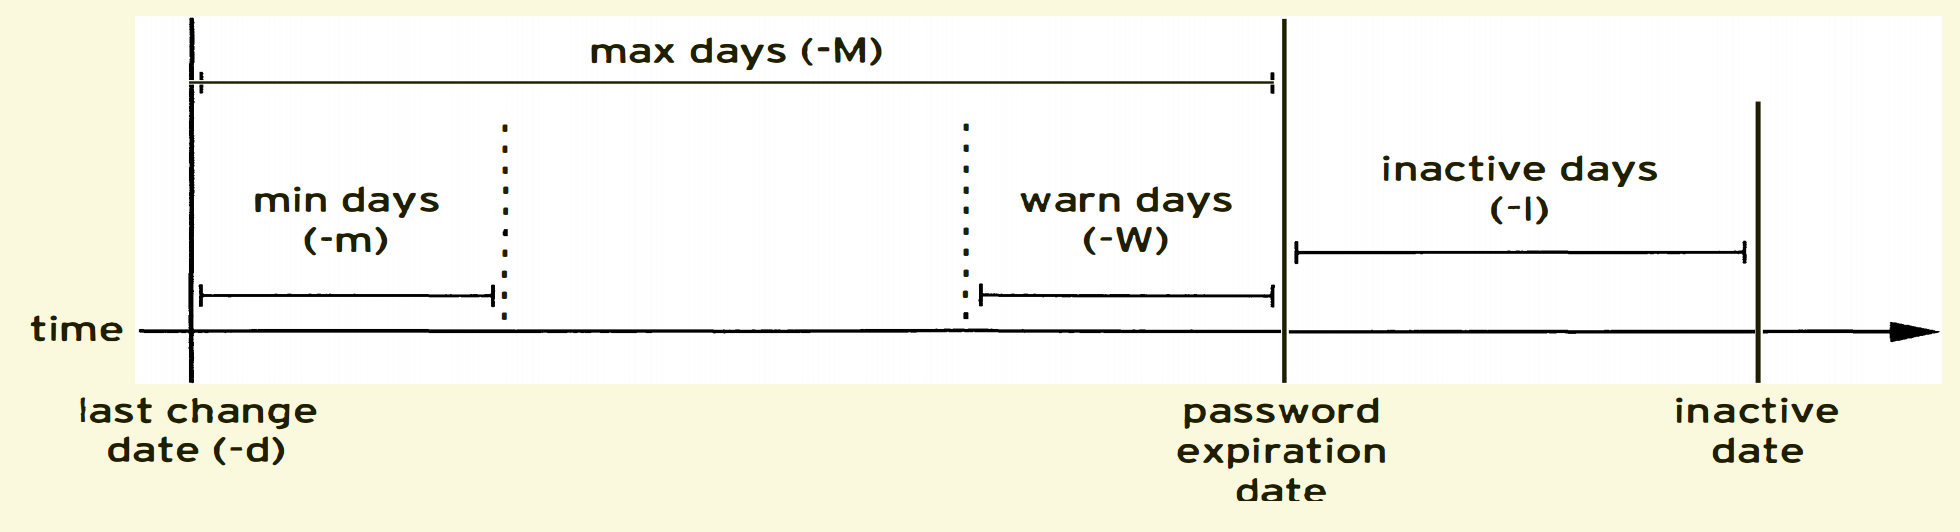 max days (-M)
min days
(-m)
warn days
(-W)
inactive days
(-I)
time
last change
date (-d)
password
expiration
date
inactive
date